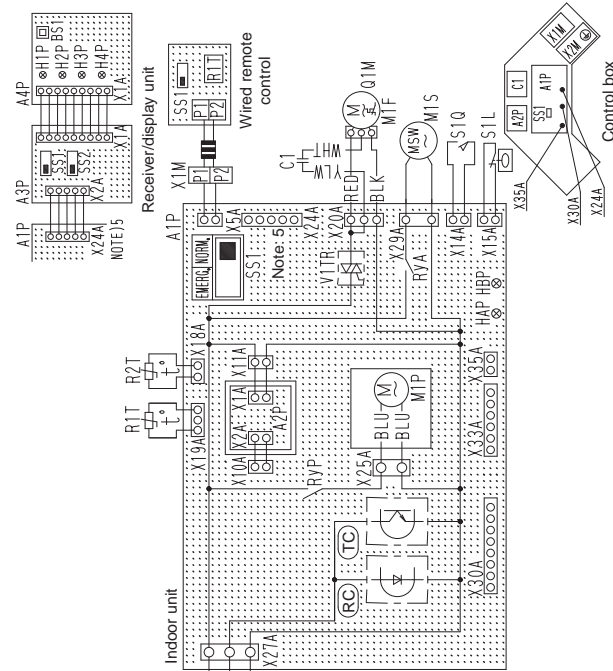 A4P
BS1
H1P
H2P
H3P
H4P
X1A
A3P
X1A
SS1
SS2
X2A
A1P
X24A
NOTE)5
Receiver/display unit
SS1
R1T
P1
P2
Wired remote
control
X1M
P1
P2
A1P
X5A
X24A
EMERG.
NORM.
SS1
Note: 5
C1
YLW
WHT
RED
BLK
Q1M
M
M1F
X20A
V1TR
MSW
M1S
X29A
RyA
S1Q
X14A
S1L
X15A
HAP
HBP
R2T
t°
X18A
R1T
t°
X19A
X11A
X1A
A2P
X2A
X10A
RyP
M
M1P
BLU
BLU
X25A
X35A
X33A
X30A
TC
RC
Indoor unit
X27A
X1M
X2M
C1
A2P
A1P
SS1
X35A
X30A
X24A
Control box